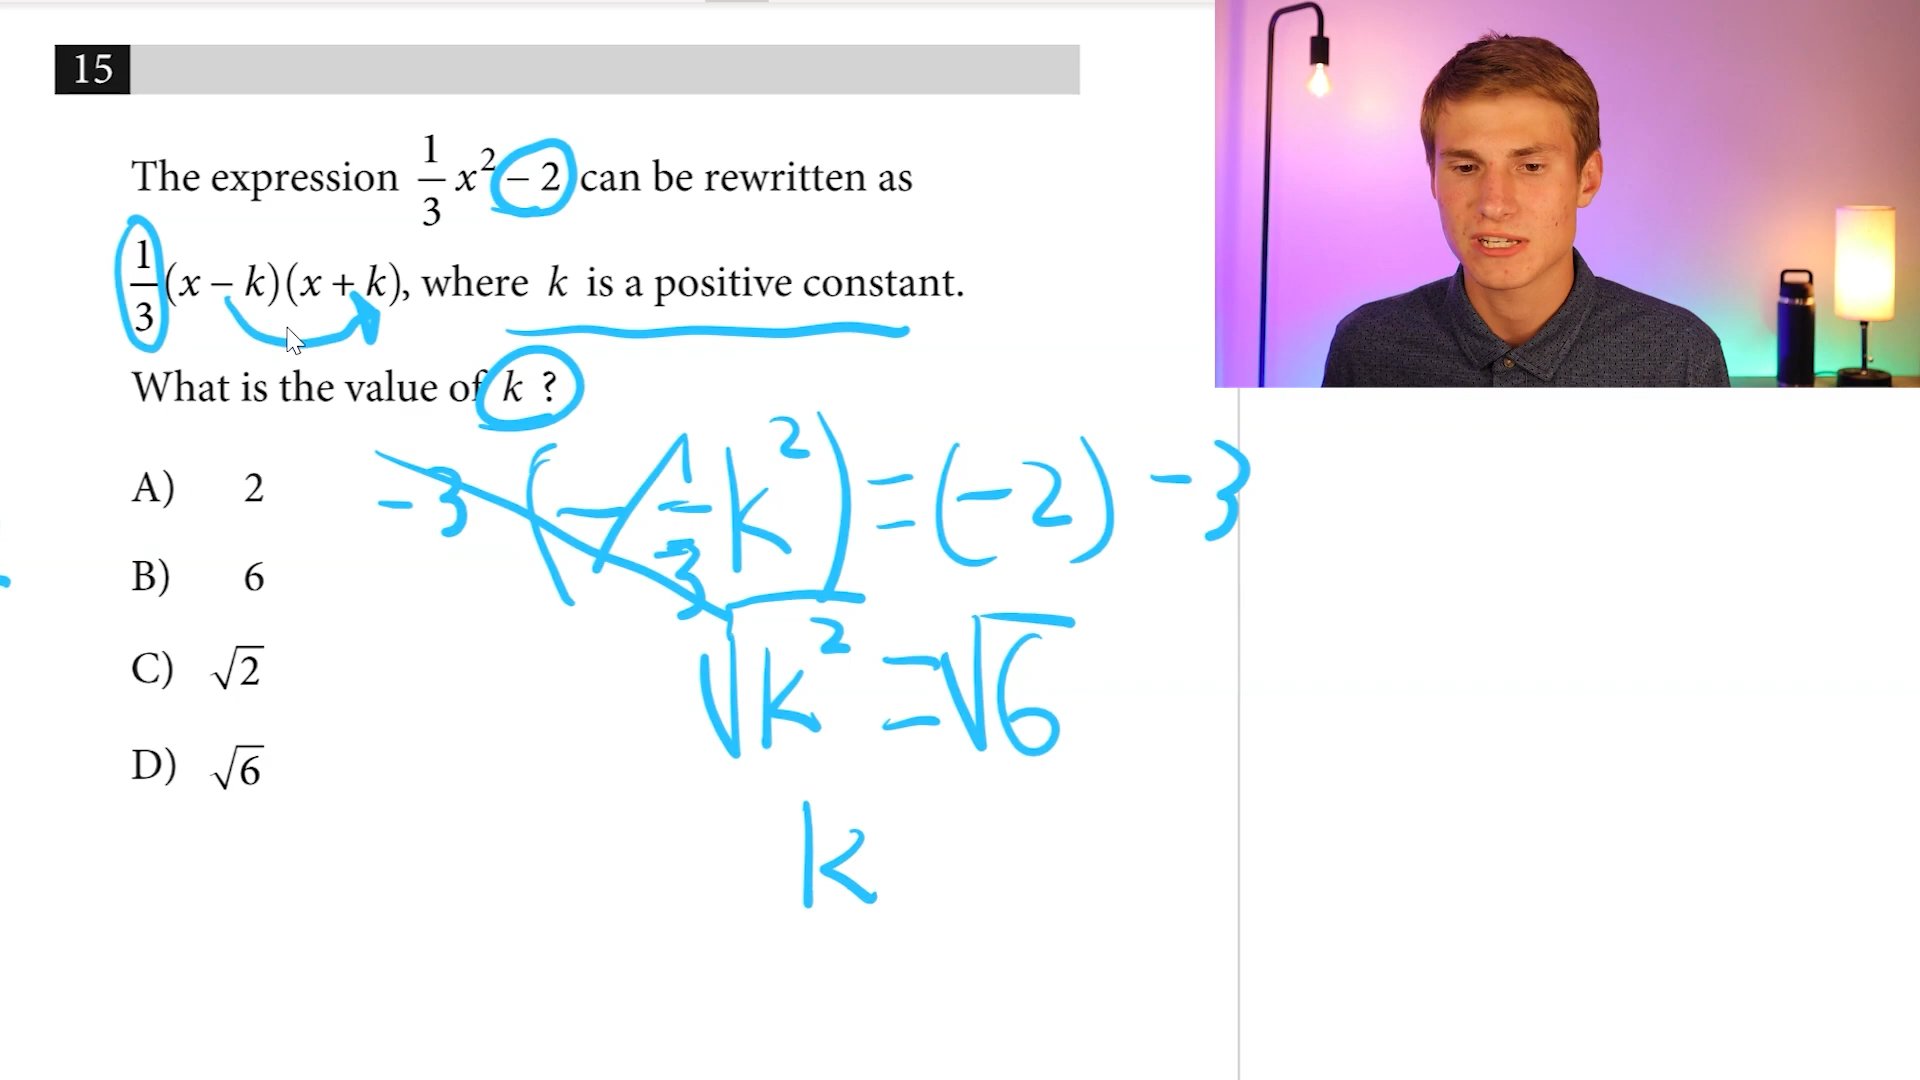 15
The expression 1/3 x² − 2 can be rewritten as
1/3 (x − k)(x + k), where k is a positive constant.
What is the value of k ?
A) 2
B) 6
C) √2
D) √6
-3 (-1/3 k²) = (-2) -3
√k² = √6
k